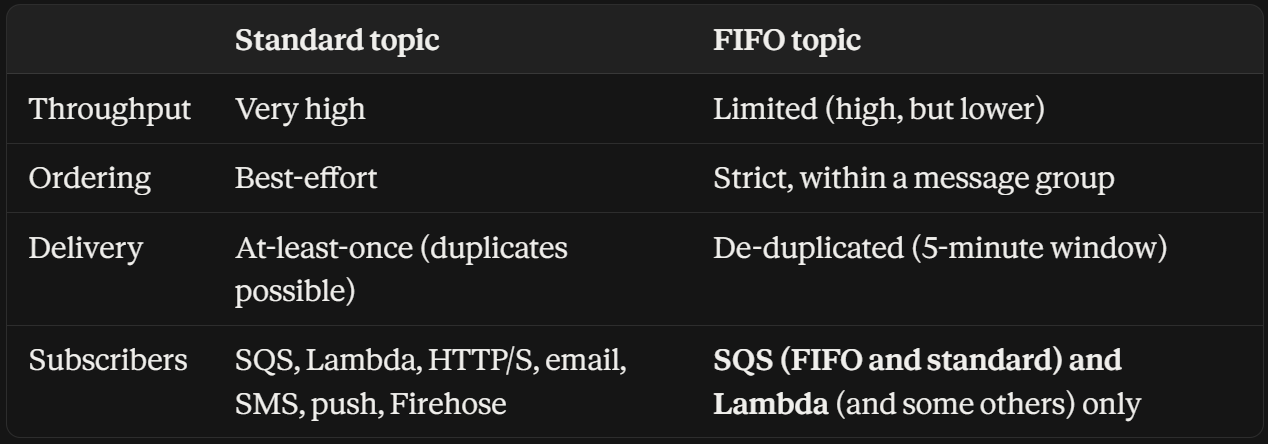 Standard topic FIFO topic
Throughput Very high Limited (high, but lower)
Ordering Best-effort Strict, within a message group
Delivery At-least-once (duplicates De-duplicated (5-minute window)
possible)
Subscribers SQS, Lambda, HTTP/S, email, SQS (FIFO and standard) and
SMS, push, Firehose Lambda (and some others) only